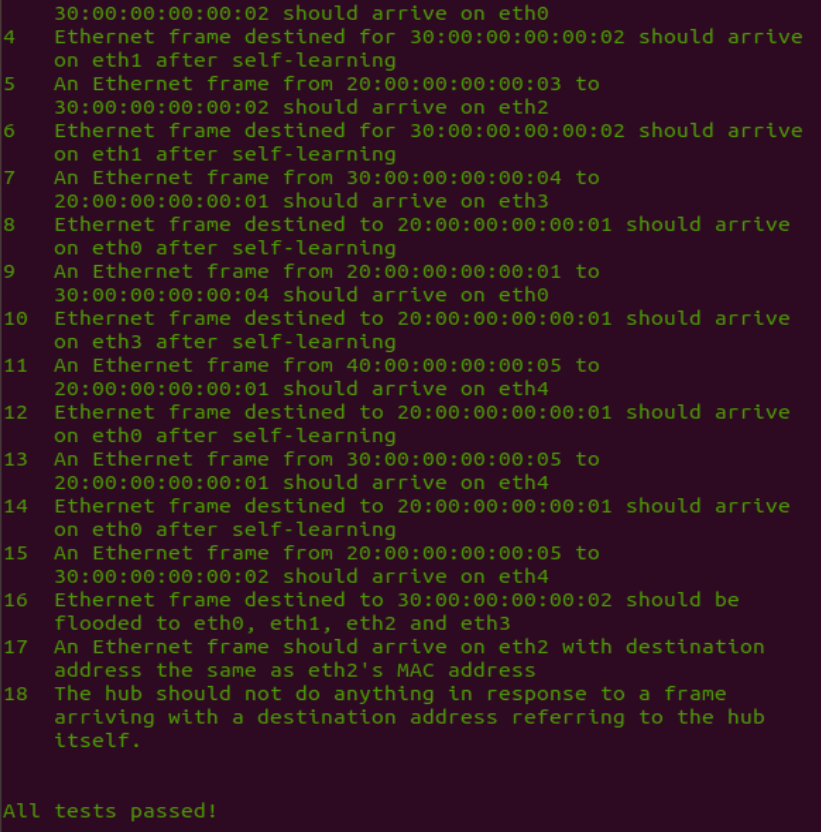 30:00:00:00:00:02 should arrive on eth0
4 Ethernet frame destined for 30:00:00:00:00:02 should arrive
on eth1 after self-learning
5 An Ethernet frame from 20:00:00:00:00:03 to
30:00:00:00:00:02 should arrive on eth2
6 Ethernet frame destined for 30:00:00:00:00:02 should arrive
on eth1 after self-learning
7 An Ethernet frame from 30:00:00:00:00:04 to
20:00:00:00:00:01 should arrive on eth3
8 Ethernet frame destined to 20:00:00:00:00:01 should arrive
on eth0 after self-learning
9 An Ethernet frame from 20:00:00:00:00:01 to
30:00:00:00:00:04 should arrive on eth0
10 Ethernet frame destined to 20:00:00:00:00:01 should arrive
on eth3 after self-learning
11 An Ethernet frame from 40:00:00:00:00:05 to
20:00:00:00:00:01 should arrive on eth4
12 Ethernet frame destined to 20:00:00:00:00:01 should arrive
on eth0 after self-learning
13 An Ethernet frame from 30:00:00:00:00:05 to
20:00:00:00:00:01 should arrive on eth4
14 Ethernet frame destined to 20:00:00:00:00:01 should arrive
on eth0 after self-learning
15 An Ethernet frame from 20:00:00:00:00:05 to
30:00:00:00:00:02 should arrive on eth4
16 Ethernet frame destined to 30:00:00:00:00:02 should be
flooded to eth0, eth1, eth2 and eth3
17 An Ethernet frame should arrive on eth2 with destination
address the same as eth2's MAC address
18 The hub should not do anything in response to a frame
arriving with a destination address referring to the hub
itself.
All tests passed!